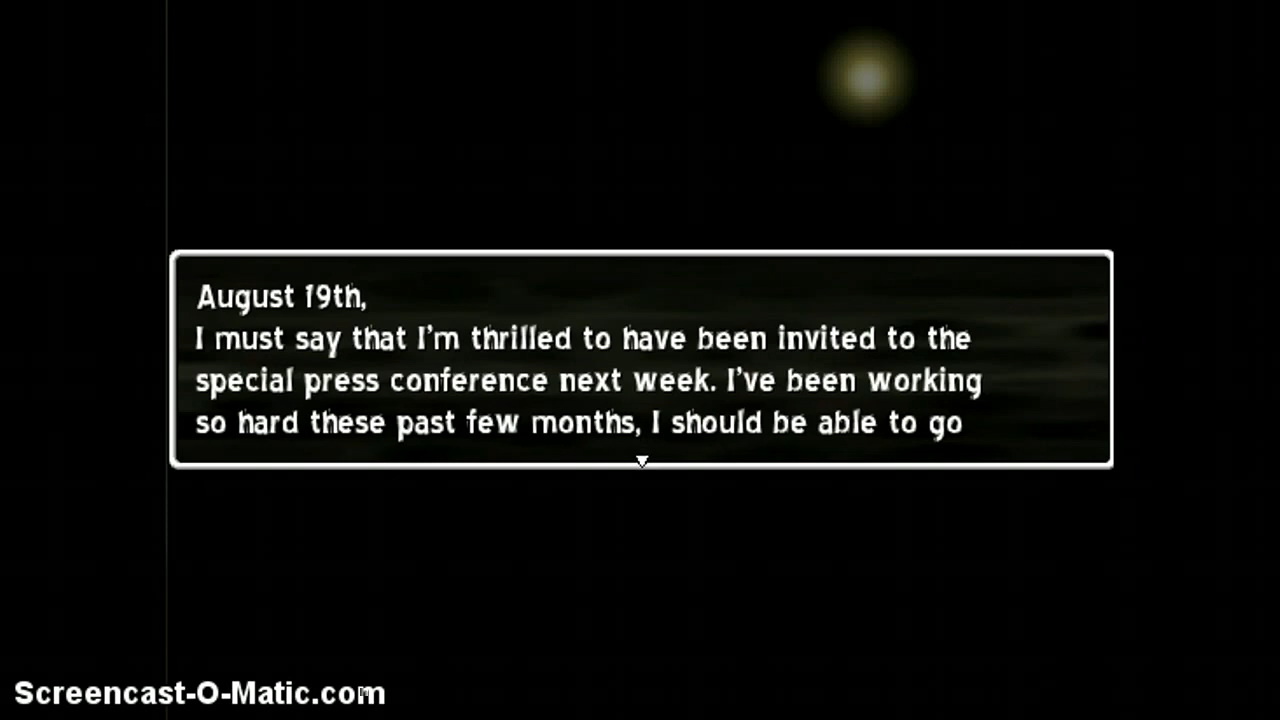 August 19th,
I must say that I'm thrilled to have been invited to the
special press conference next week. I've been working
so hard these past few months, I should be able to go
Screencast-O-Matic.com